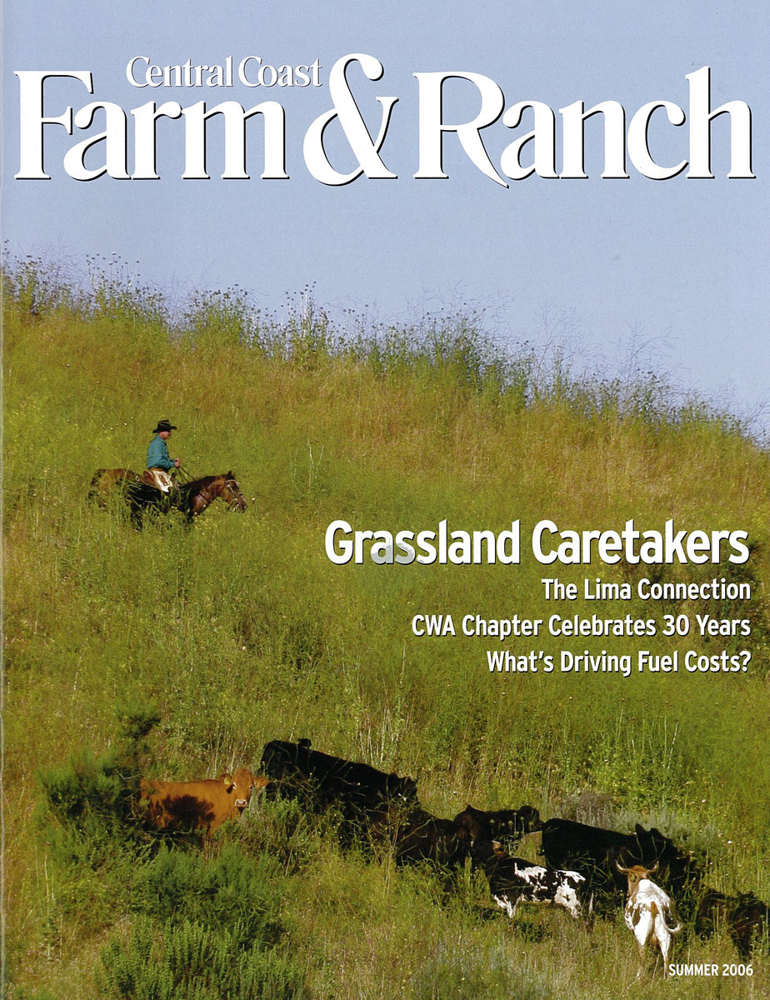 Central Coast
Farm & Ranch
Grassland Caretakers
The Lima Connection
CWA Chapter Celebrates 30 Years
What's Driving Fuel Costs?
SUMMER 2006